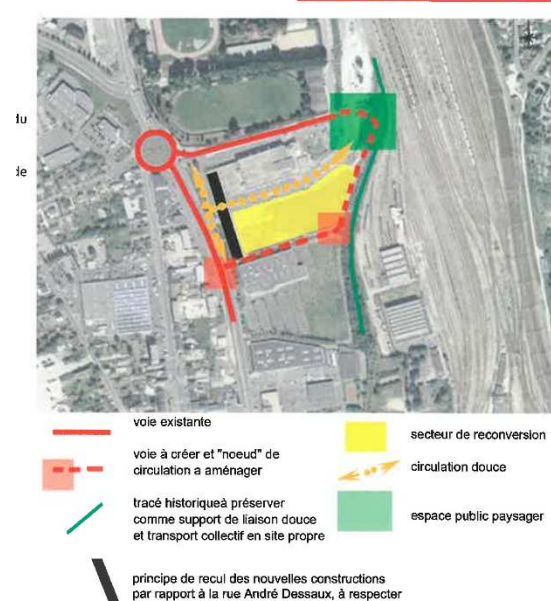 du
de
voie existante
voie à créer et "noeud" de
circulation a aménager
tracé historiqueà préserver
comme support de liaison douce
et transport collectif en site propre
principe de recul des nouvelles constructions
par rapport à la rue André Dessaux, à respecter
secteur de reconversion
circulation douce
espace public paysager